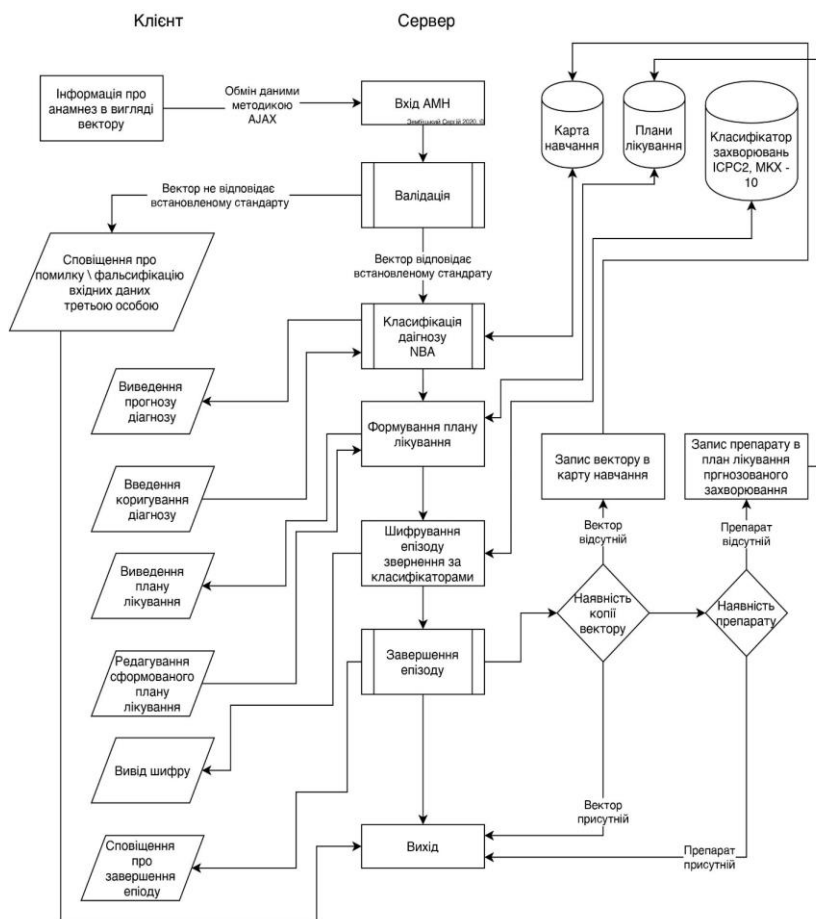 Клієнт
Сервер
Інформація про
анамнез в вигляді
вектору
Обмін даними
методикою
AJAX
Вхід АМН
Зембіцький Сергій 2020, ©
Карта
навчання
Плани
лікування
Класифікатор
захворювань
ICPC2, МКХ -
10
Вектор не відповідає
встановленому стандарту
Валідація
Сповіщення про
помилку \ фальсифікацію
вхідних даних
третьою особою
Вектор відповідає
встановленому стандрату
Класифікація
даігнозу
NBA
Виведення
прогнозу
діагнозу
Формування плану
лікування
Запис вектору в
карту навчання
Запис препарату в
план лікування
пргнозованого
захворювання
Введення
коригування
діагнозу
Вектор
відсутній
Препарат
відсутній
Шифрування
епізоду
звернення за
класифікаторами
Виведення
плану
лікування
Наявність
копії
вектору
Наявність
препарату
Завершення
епізоду
Редагування
сформованого
плану
лікування
Вивід шифру
Вектор
присутній
Вихід
Препарат
присутній
Сповіщення
про
завершення
епіоду